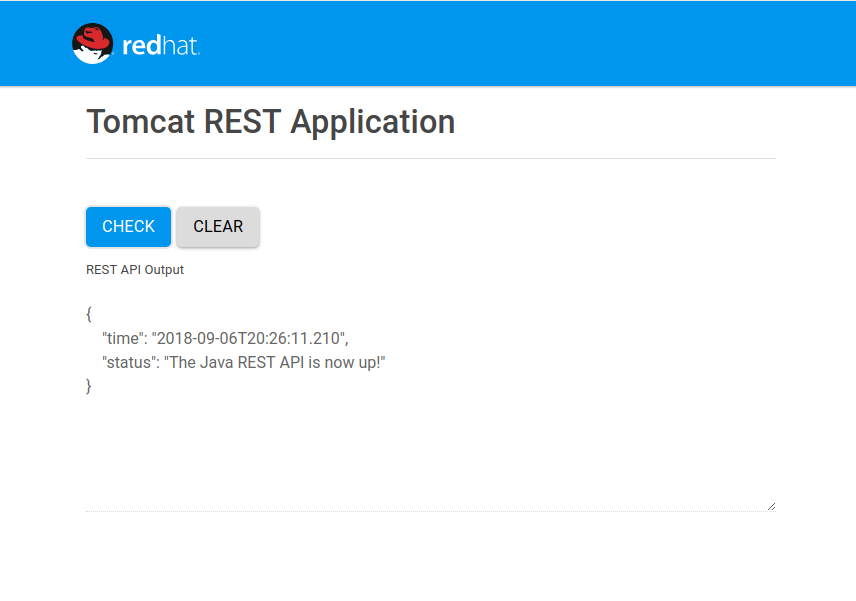 redhat.
Tomcat REST Application
CHECK CLEAR
REST API Output
{
"time": "2018-09-06T20:26:11.210",
"status": "The Java REST API is now up!"
}